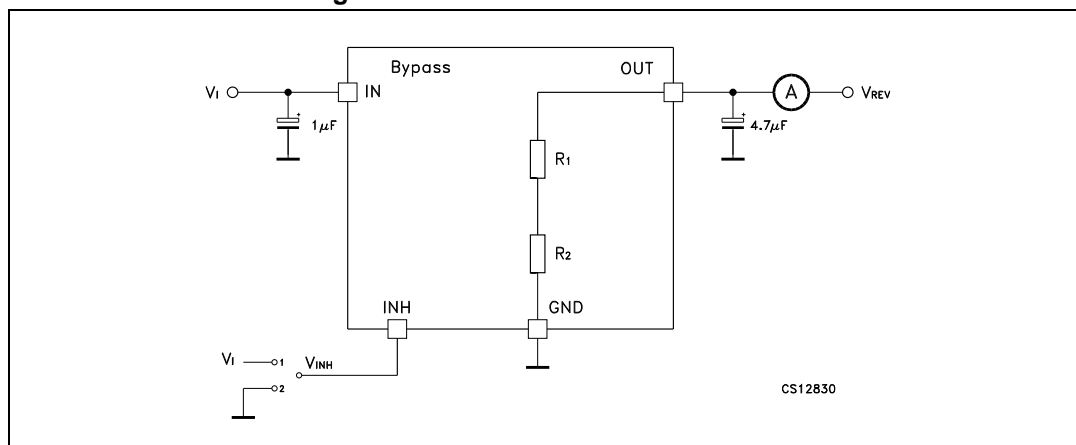 Bypass
OUT
VI
IN
A
VREV
1µF
4.7µF
R1
R2
INH
GND
VI
1
VINH
2
CS12830